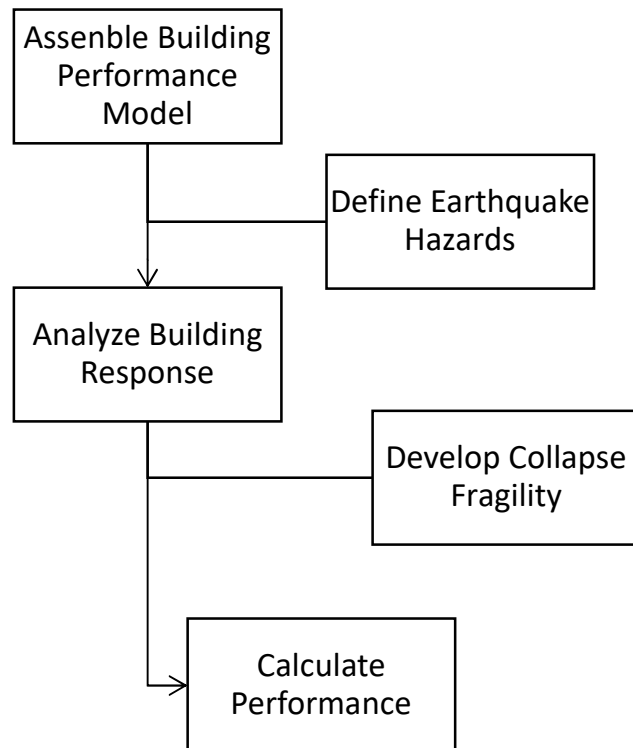 Assenble Building
Performance
Model
Define Earthquake
Hazards
Analyze Building
Response
Develop Collapse
Fragility
Calculate
Performance